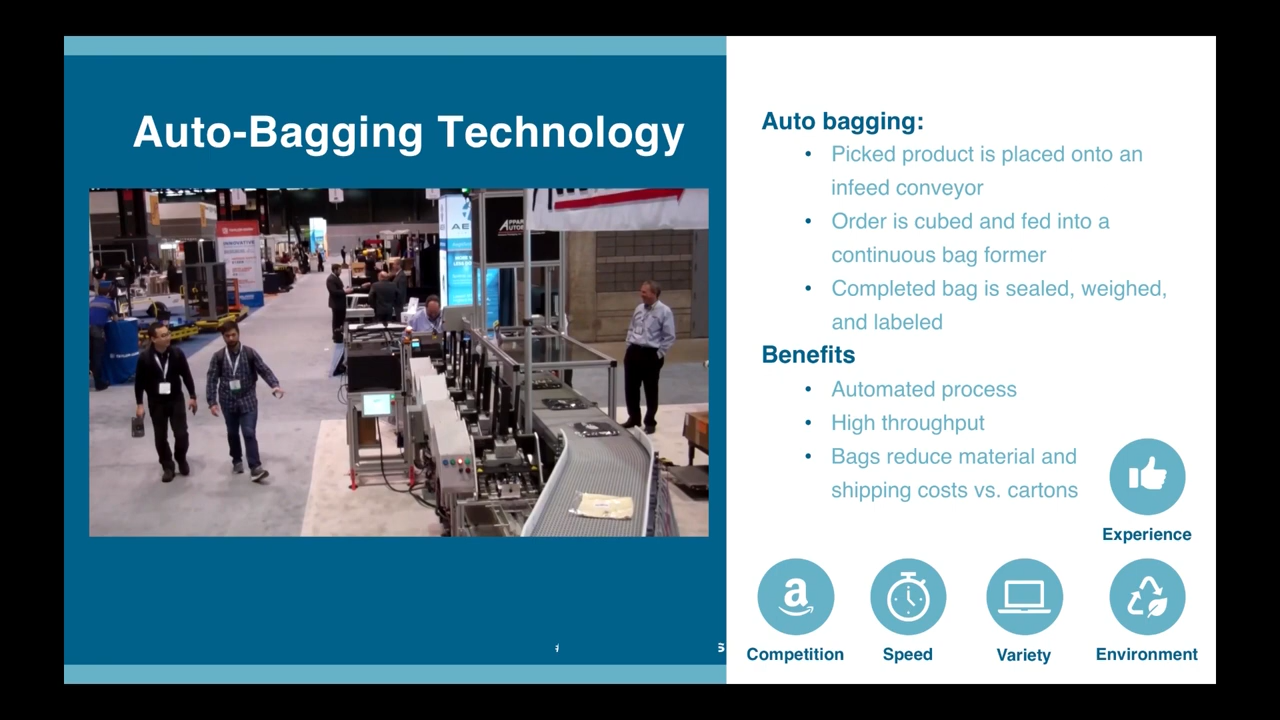 Auto-Bagging Technology
INNOVATIVE
Auto bagging:
• Picked product is placed onto an
infeed conveyor
• Order is cubed and fed into a
continuous bag former
• Completed bag is sealed, weighed,
and labeled
Benefits
• Automated process
• High throughput
• Bags reduce material and
shipping costs vs. cartons
Experience
Competition
Speed
Variety
Environment